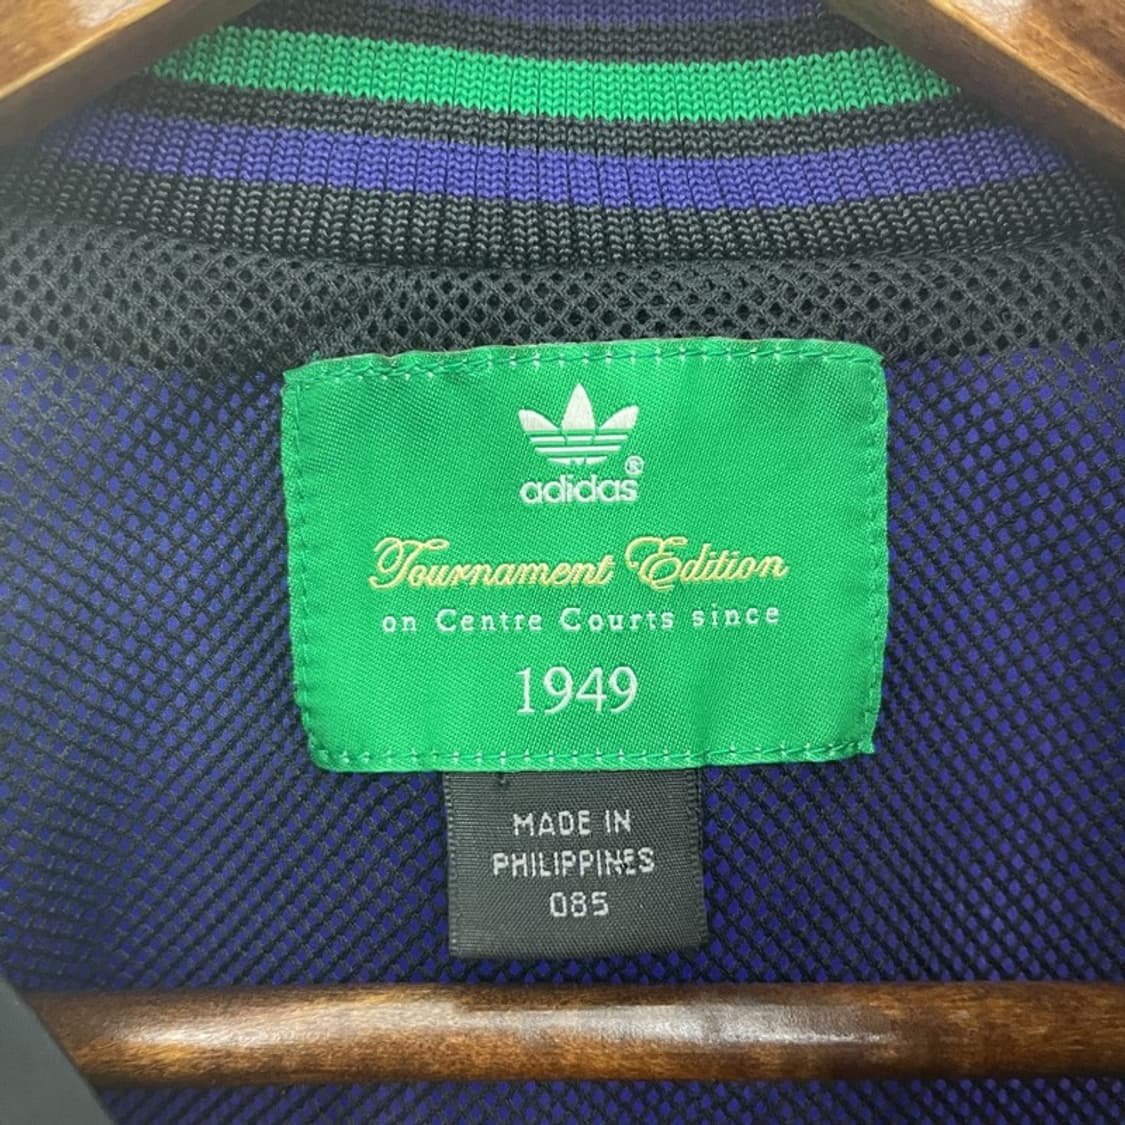 adidas®
Tournament Edition
on Centre Courts since
1949
MADE IN
PHILIPPINES
085